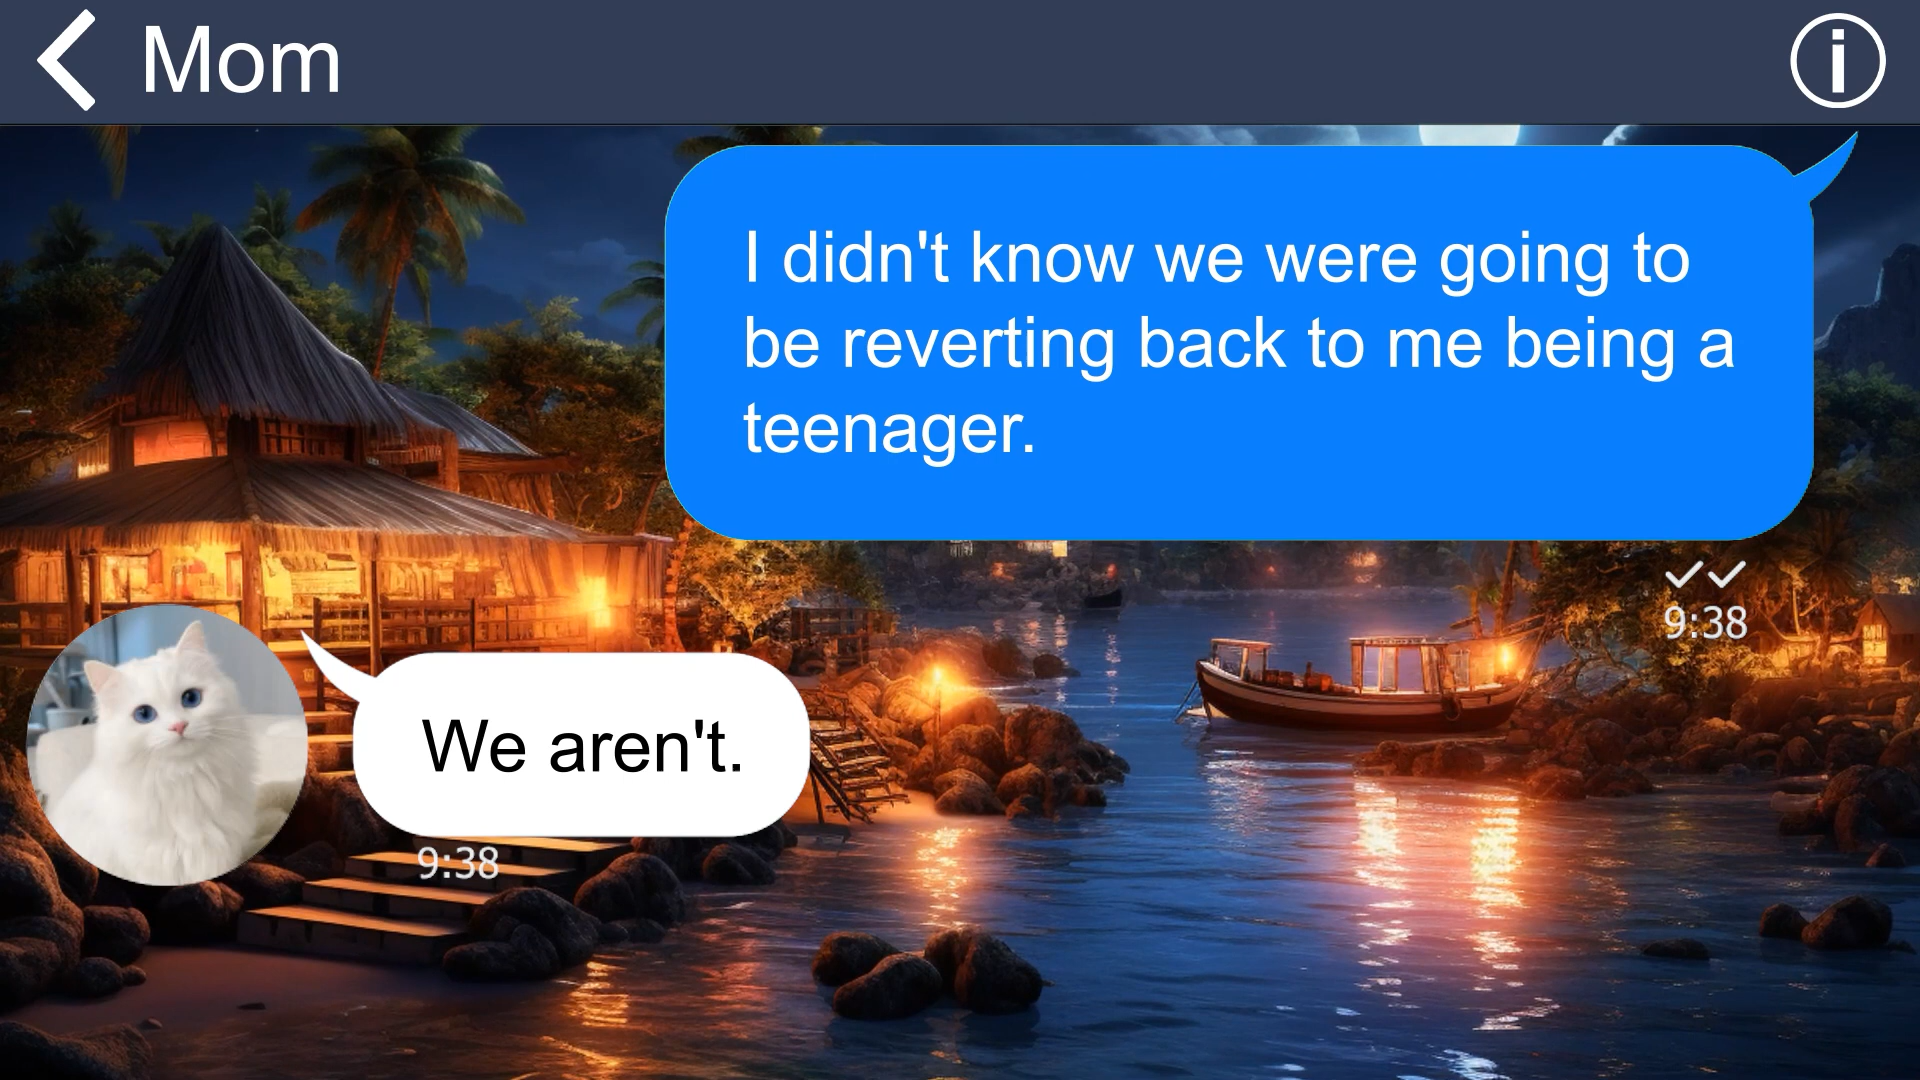 Mom
I didn't know we were going to
be reverting back to me being a
teenager.
9:38
We aren't.
9:38